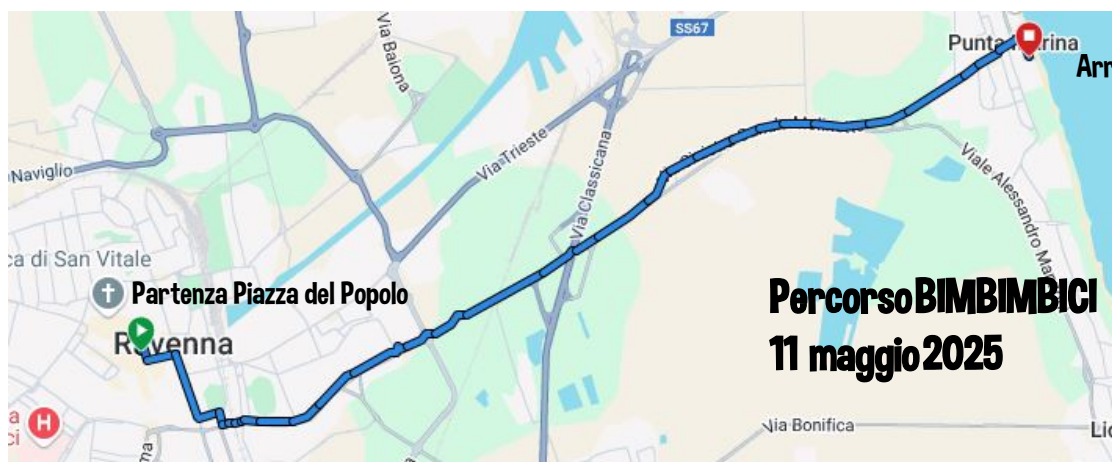 Via Baiona
SS67
Punta Marina
Arr
Via Trieste
Via Classicana
Naviglio
Viale Alessandro Ma
ca di San Vitale
Partenza Piazza del Popolo
Ravenna
Percorso BIMBIMBICI
11 maggio 2025
H
Via Bonifica
Lid